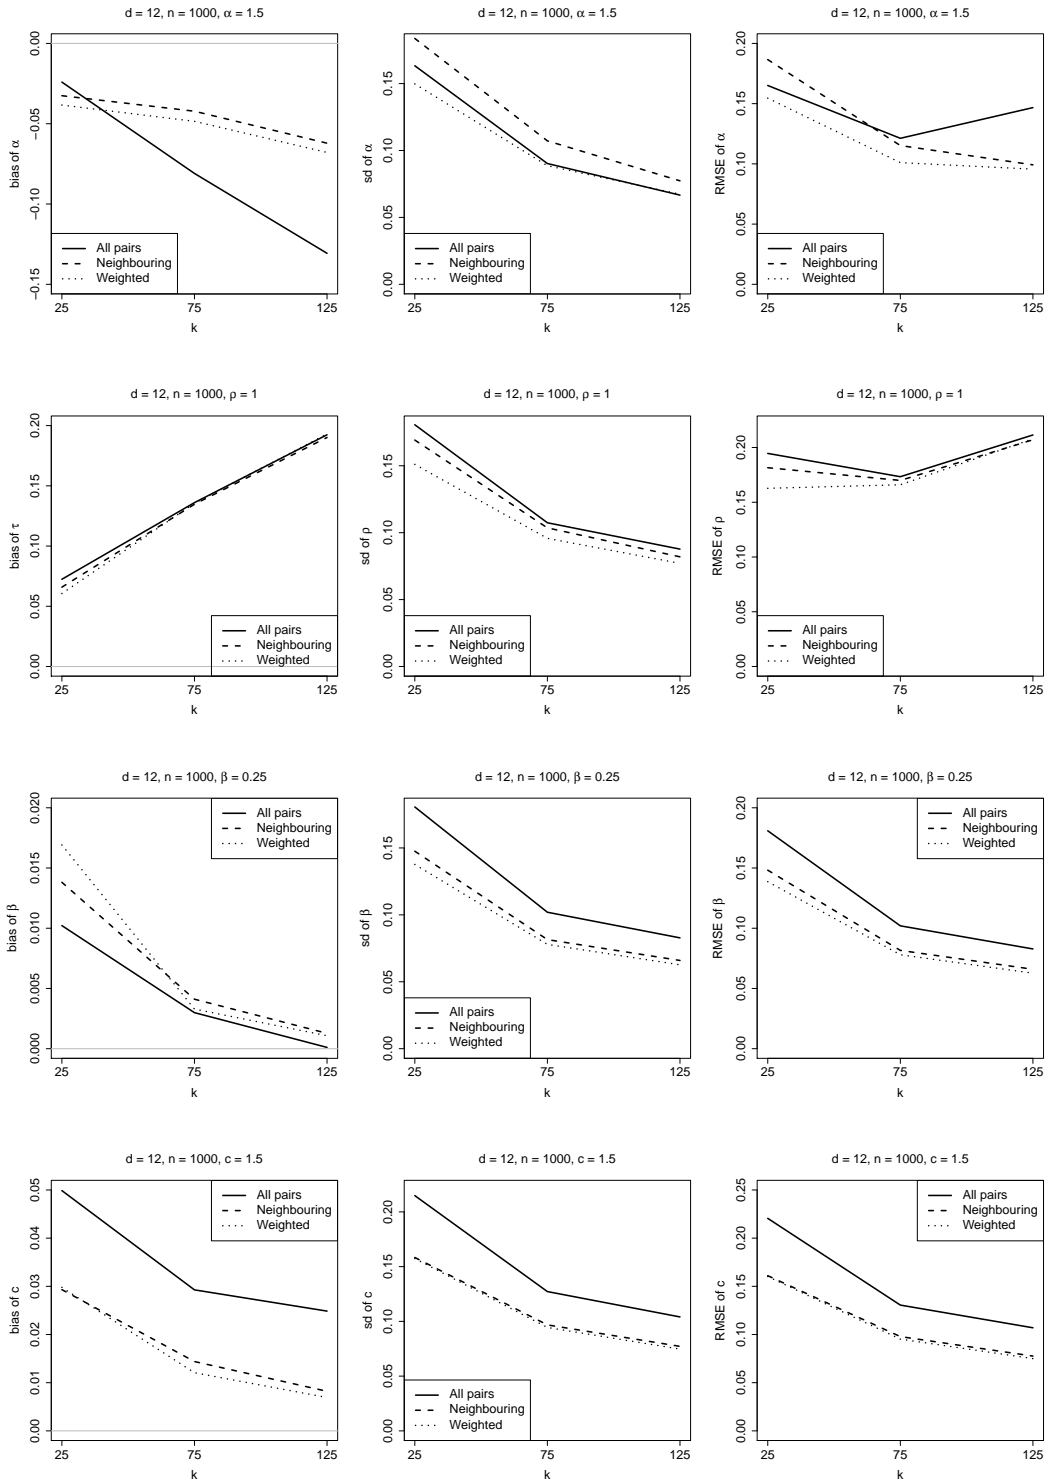 d = 12, n = 1000, α = 1.5
bias of α
0.00
−0.05
−0.10
−0.15
All pairs
Neighbouring
Weighted
25
75
125
k
d = 12, n = 1000, α = 1.5
sd of α
0.15
0.10
0.05
0.00
All pairs
Neighbouring
Weighted
25
75
125
k
d = 12, n = 1000, α = 1.5
RMSE of α
0.20
0.15
0.10
0.05
0.00
All pairs
Neighbouring
Weighted
25
75
125
k
d = 12, n = 1000, ρ = 1
bias of τ
0.20
0.15
0.10
0.05
0.00
All pairs
Neighbouring
Weighted
25
75
125
k
d = 12, n = 1000, ρ = 1
sd of ρ
0.15
0.10
0.05
0.00
All pairs
Neighbouring
Weighted
25
75
125
k
d = 12, n = 1000, ρ = 1
RMSE of ρ
0.20
0.15
0.10
0.05
0.00
All pairs
Neighbouring
Weighted
25
75
125
k
d = 12, n = 1000, β = 0.25
bias of β
0.020
0.015
0.010
0.005
0.000
All pairs
Neighbouring
Weighted
25
75
125
k
d = 12, n = 1000, β = 0.25
sd of β
0.15
0.10
0.05
0.00
All pairs
Neighbouring
Weighted
25
75
125
k
d = 12, n = 1000, β = 0.25
RMSE of β
0.20
0.15
0.10
0.05
0.00
All pairs
Neighbouring
Weighted
25
75
125
k
d = 12, n = 1000, c = 1.5
bias of c
0.05
0.04
0.03
0.02
0.01
0.00
All pairs
Neighbouring
Weighted
25
75
125
k
d = 12, n = 1000, c = 1.5
sd of c
0.20
0.15
0.10
0.05
0.00
All pairs
Neighbouring
Weighted
25
75
125
k
d = 12, n = 1000, c = 1.5
RMSE of c
0.25
0.20
0.15
0.10
0.05
0.00
All pairs
Neighbouring
Weighted
25
75
125
k